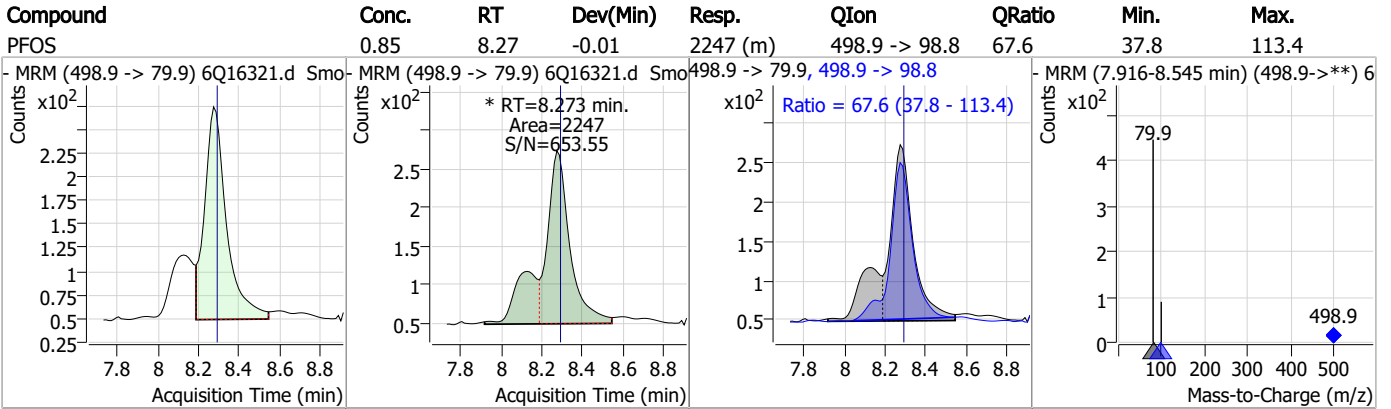 Compound Conc. RT Dev(Min) Resp. QIon QRatio Min. Max.
PFOS 0.85 8.27 -0.01 2247 (m) 498.9 -> 98.8 67.6 37.8 113.4
- MRM (498.9 -> 79.9) 6Q16321.d Smo
Counts
x10²
2.25
2
1.75
1.5
1.25
1
0.75
0.5
0.25
7.8 8 8.2 8.4 8.6 8.8
Acquisition Time (min)
- MRM (498.9 -> 79.9) 6Q16321.d Smo
Counts
x10²
* RT=8.273 min.
Area=2247
S/N=653.55
2.5
2
1.5
1
0.5
7.8 8 8.2 8.4 8.6 8.8
Acquisition Time (min)
498.9 -> 79.9, 498.9 -> 98.8
Counts
x10²
Ratio = 67.6 (37.8 - 113.4)
2.5
2
1.5
1
0.5
7.8 8 8.2 8.4 8.6 8.8
Acquisition Time (min)
- MRM (7.916-8.545 min) (498.9->**) 6
Counts
x10²
79.9
4
3
2
1
0
498.9
100 200 300 400 500
Mass-to-Charge (m/z)